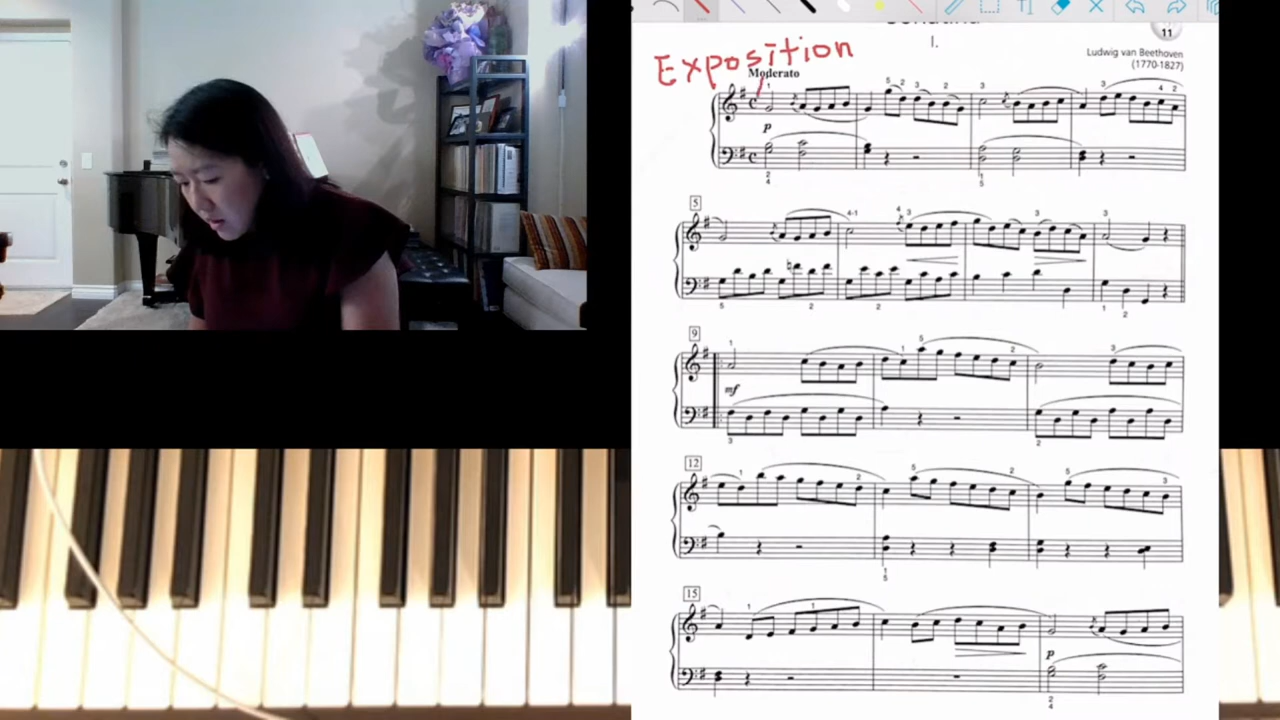 I.
11
Exposition
Ludwig van Beethoven
(1770-1827)
Moderato
p
5
9
mf
12
15
p